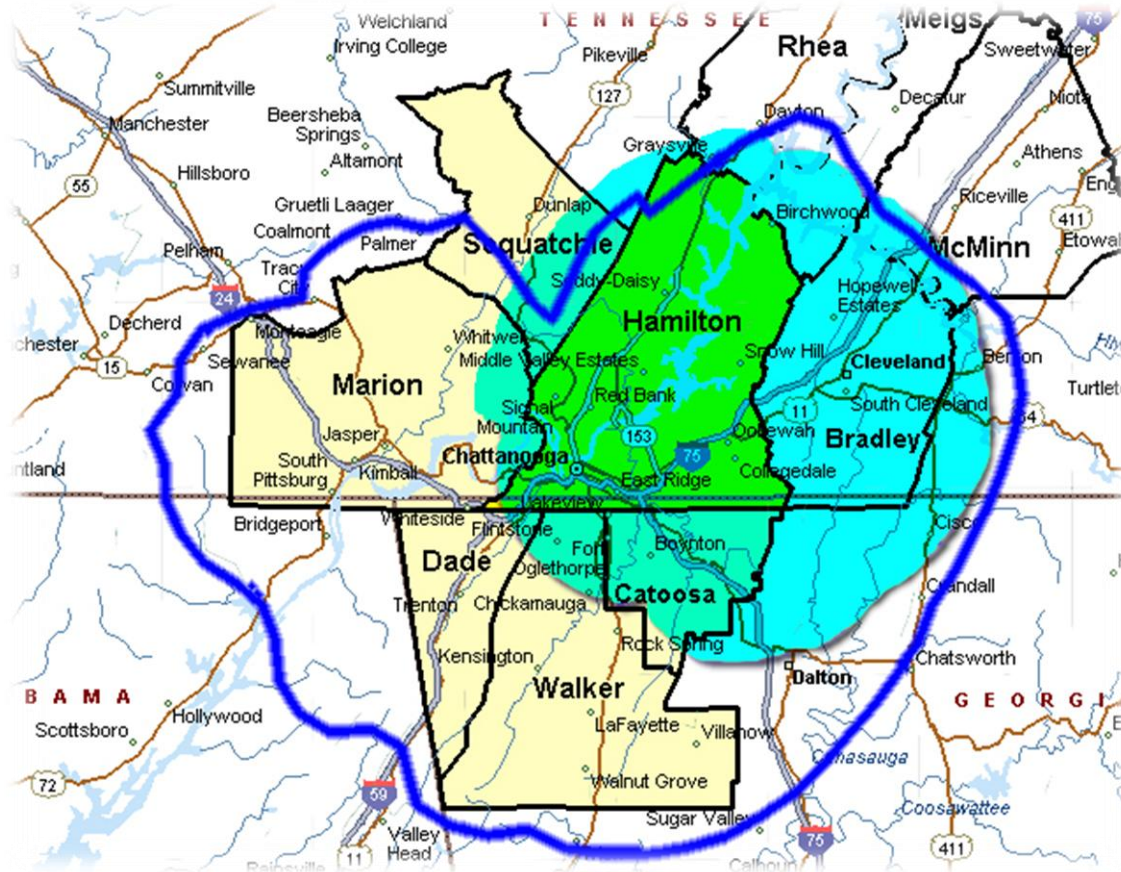 Welchland
TENNESSEE
Meigs
75
Irving College
Pikeville
Rhea
Sweetwater
Summitville
127
Decatur
Niota
Beersheba
Springs
Dayton
Manchester
Altamont
Graysville
Athens
Hillsboro
55
Riceville
Gruetli Laager
Dunlap
Birchwood
411
Coalmont
Palmer
Sequatchie
McMinn
Etowah
Pelham
Tracy
City
Soddy-Daisy
Hopewell
Estates
24
Hamilton
Decherd
Monteagle
Whitwell
Sewanee
Middle Valley Estates
Snow Hill
Cleveland
Benton
15
Cowan
Marion
Red Bank
South Cleveland
Turtlet
Signal
Mountain
11
64
153
Ooltewah
Bradley
Jasper
Chattanooga
75
South
Pittsburg
Kimball
East Ridge
Collegedale
Lakeview
Bridgeport
Whiteside
Flintstone
Cisco
Fort
Oglethorpe
Boynton
Dade
Catoosa
Crandall
Trenton
Chickamauga
Rock Spring
Kensington
Chatsworth
Dalton
BAMA
Walker
GEORGI
Hollywood
LaFayette
Scottsboro
Villanow
Conasauga
72
Walnut Grove
59
Coosawattee
Sugar Valley
Valley
Head
75
411
11
Rainsville
Calhoun